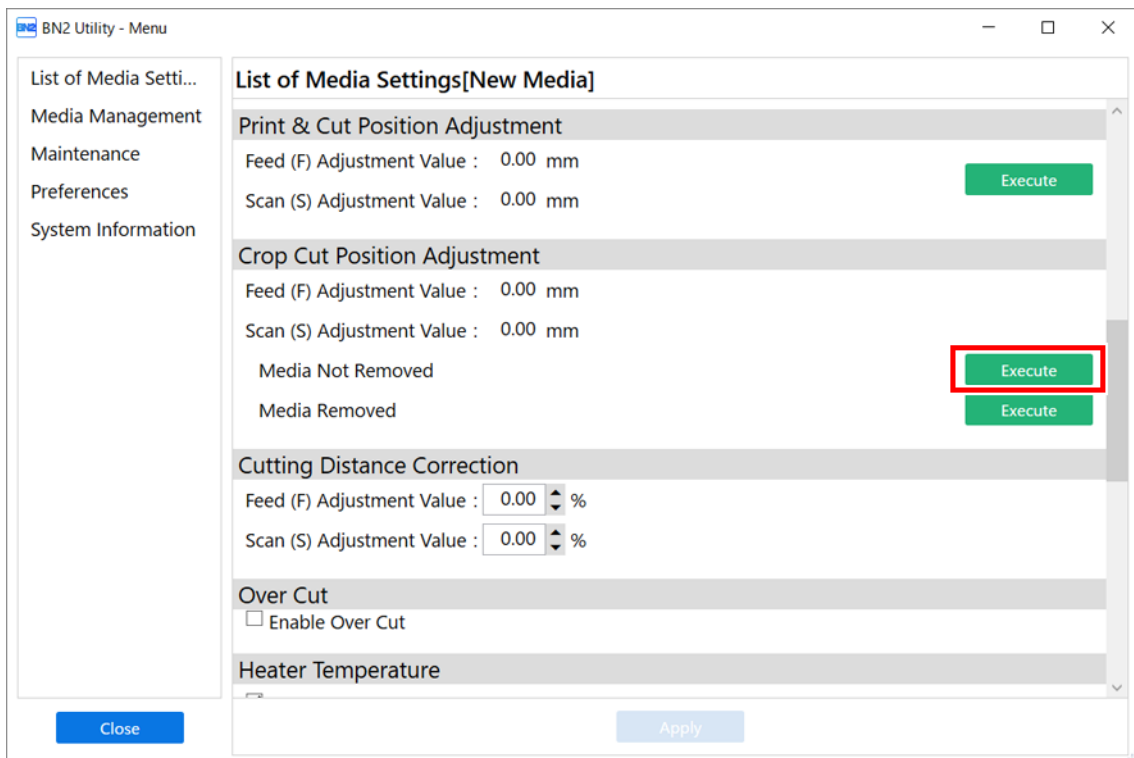 BN2 BN2 Utility - Menu
List of Media Setti...
Media Management
Maintenance
Preferences
System Information
List of Media Settings[New Media]
Print & Cut Position Adjustment
Feed (F) Adjustment Value : 0.00 mm
Execute
Scan (S) Adjustment Value : 0.00 mm
Crop Cut Position Adjustment
Feed (F) Adjustment Value : 0.00 mm
Scan (S) Adjustment Value : 0.00 mm
Media Not Removed Execute
Media Removed Execute
Cutting Distance Correction
Feed (F) Adjustment Value : 0.00 %
Scan (S) Adjustment Value : 0.00 %
Over Cut
Enable Over Cut
Heater Temperature
Close
Apply